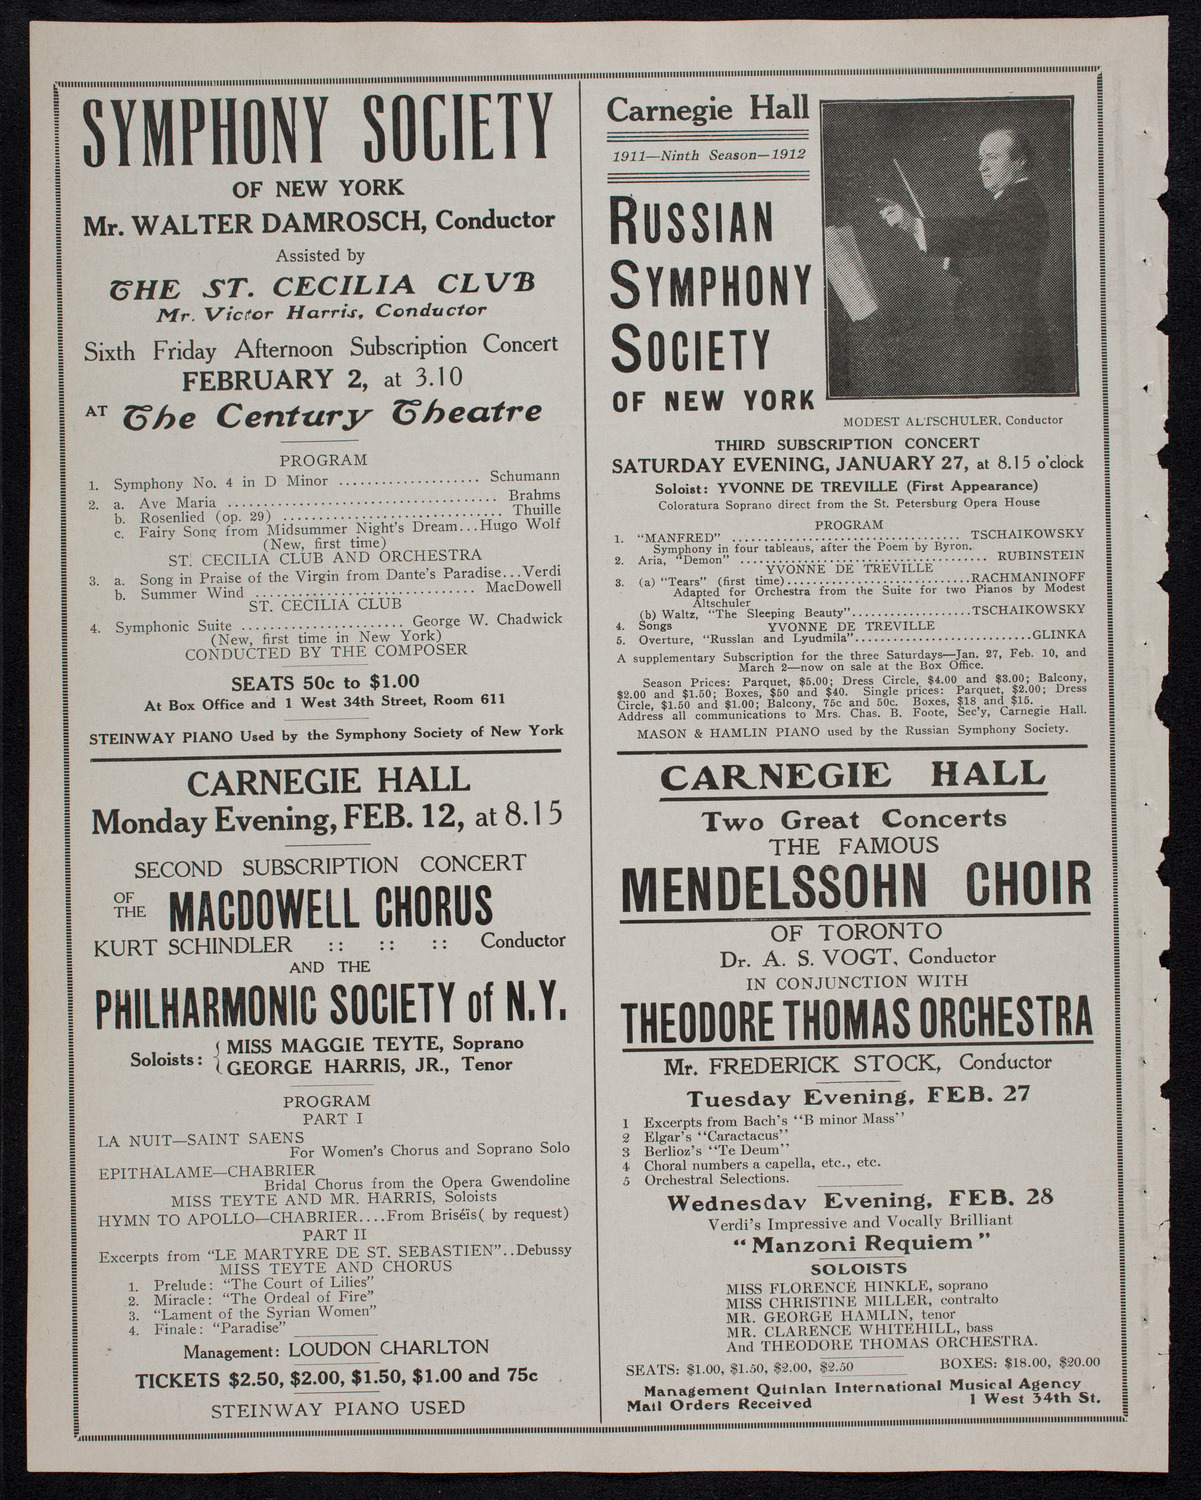 SYMPHONY SOCIETY
OF NEW YORK
Mr. WALTER DAMROSCH, Conductor
Assisted by
THE ST. CECILIA CLUB
Mr. Victor Harris, Conductor
Sixth Friday Afternoon Subscription Concert
FEBRUARY 2, at 3.10
AT The Century Theatre
PROGRAM
1. Symphony No. 4 in D Minor .................... Schumann
2. a. Ave Maria ...................................... Brahms
b. Rosenlied (op. 29) ................................ Thuille
c. Fairy Song from Midsummer Night's Dream...Hugo Wolf
(New, first time)
ST. CECILIA CLUB AND ORCHESTRA
3. a. Song in Praise of the Virgin from Dante's Paradise...Verdi
b. Summer Wind ............................ MacDowell
ST. CECILIA CLUB
4. Symphonic Suite ....................... George W. Chadwick
(New, first time in New York)
CONDUCTED BY THE COMPOSER
SEATS 50c to $1.00
At Box Office and 1 West 34th Street, Room 611
STEINWAY PIANO Used by the Symphony Society of New York
CARNEGIE HALL
Monday Evening, FEB. 12, at 8.15
SECOND SUBSCRIPTION CONCERT
OF THE MACDOWELL CHORUS
KURT SCHINDLER :: :: :: Conductor
AND THE
PHILHARMONIC SOCIETY of N.Y.
Soloists: { MISS MAGGIE TEYTE, Soprano
GEORGE HARRIS, JR., Tenor
PROGRAM
PART I
LA NUIT—SAINT SAENS
For Women's Chorus and Soprano Solo
EPITHALAME—CHABRIER
Bridal Chorus from the Opera Gwendoline
MISS TEYTE AND MR. HARRIS, Soloists
HYMN TO APOLLO—CHABRIER....From Briséïs( by request)
PART II
Excerpts from "LE MARTYRE DE ST. SEBASTIEN"..Debussy
MISS TEYTE AND CHORUS
1. Prelude: "The Court of Lilies"
2. Miracle: "The Ordeal of Fire"
3. "Lament of the Syrian Women"
4. Finale: "Paradise"
Management: LOUDON CHARLTON
TICKETS $2.50, $2.00, $1.50, $1.00 and 75c
STEINWAY PIANO USED
Carnegie Hall
1911—Ninth Season—1912
RUSSIAN
SYMPHONY
SOCIETY
OF NEW YORK
MODEST ALTSCHULER, Conductor
THIRD SUBSCRIPTION CONCERT
SATURDAY EVENING, JANUARY 27, at 8.15 o'clock
Soloist: YVONNE DE TREVILLE (First Appearance)
Coloratura Soprano direct from the St. Petersburg Opera House
PROGRAM
1. "MANFRED" ................................ TSCHAIKOWSKY
Symphony in four tableaus, after the Poem by Byron.
2. Aria, "Demon" .................................. RUBINSTEIN
YVONNE DE TREVILLE
3. (a) "Tears" (first time)..........................RACHMANINOFF
Adapted for Orchestra from the Suite for two Pianos by Modest
Altschuler
(b) Waltz, "The Sleeping Beauty".................TSCHAIKOWSKY
4. Songs YVONNE DE TREVILLE
5. Overture, "Russlan and Lyudmila"..........................GLINKA
A supplementary Subscription for the three Saturdays—Jan. 27, Feb. 10, and
March 2—now on sale at the Box Office.
Season Prices: Parquet, $5.00; Dress Circle, $4.00 and $3.00; Balcony,
$2.00 and $1.50; Boxes, $50 and $40. Single prices: Parquet, $2.00; Dress
Circle, $1.50 and $1.00; Balcony, 75c and 50c. Boxes, $18 and $15.
Address all communications to Mrs. Chas. B. Foote, Sec'y, Carnegie Hall.
MASON & HAMLIN PIANO used by the Russian Symphony Society.
CARNEGIE HALL
Two Great Concerts
THE FAMOUS
MENDELSSOHN CHOIR
OF TORONTO
Dr. A. S. VOGT, Conductor
IN CONJUNCTION WITH
THEODORE THOMAS ORCHESTRA
Mr. FREDERICK STOCK, Conductor
Tuesday Evening, FEB. 27
1 Excerpts from Bach's "B minor Mass"
2 Elgar's "Caractacus"
3 Berlioz's "Te Deum"
4 Choral numbers a capella, etc., etc.
5 Orchestral Selections.
Wednesday Evening, FEB. 28
Verdi's Impressive and Vocally Brilliant
"Manzoni Requiem"
SOLOISTS
MISS FLORENCE HINKLE, soprano
MISS CHRISTINE MILLER, contralto
MR. GEORGE HAMLIN, tenor
MR. CLARENCE WHITEHILL, bass
And THEODORE THOMAS ORCHESTRA.
SEATS: $1.00, $1.50, $2.00, $2.50 BOXES: $18.00, $20.00
Management Quinlan International Musical Agency
Mail Orders Received 1 West 34th St.